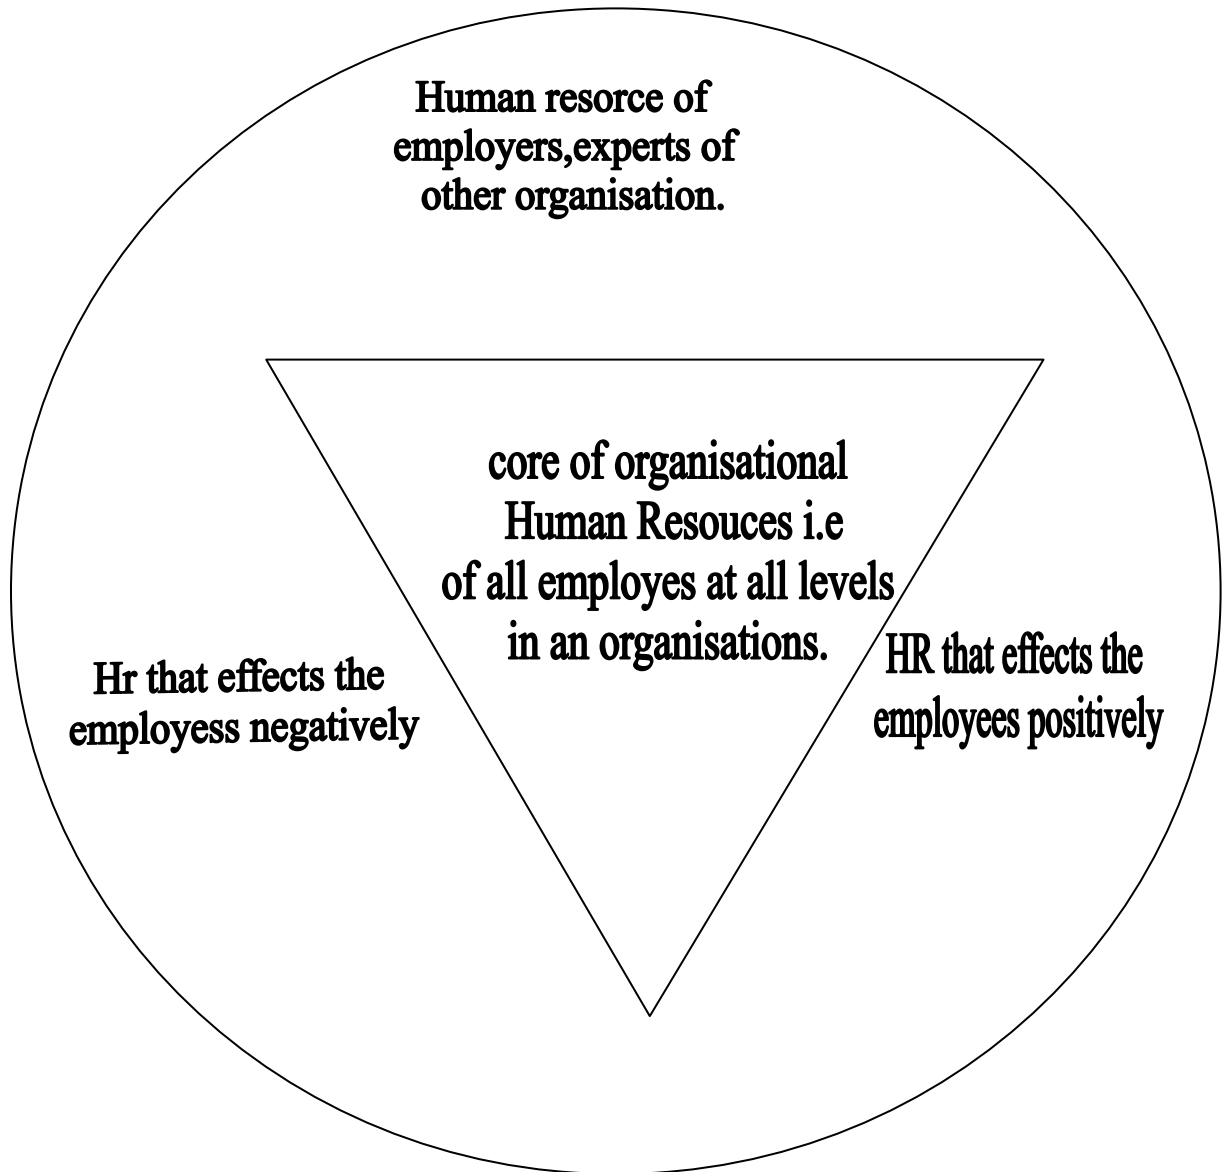 Human resorce of
employers,experts of
other organisation.
core of organisational
Human Resouces i.e
of all employes at all levels
in an organisations.
Hr that effects the
employess negatively
HR that effects the
employees positively